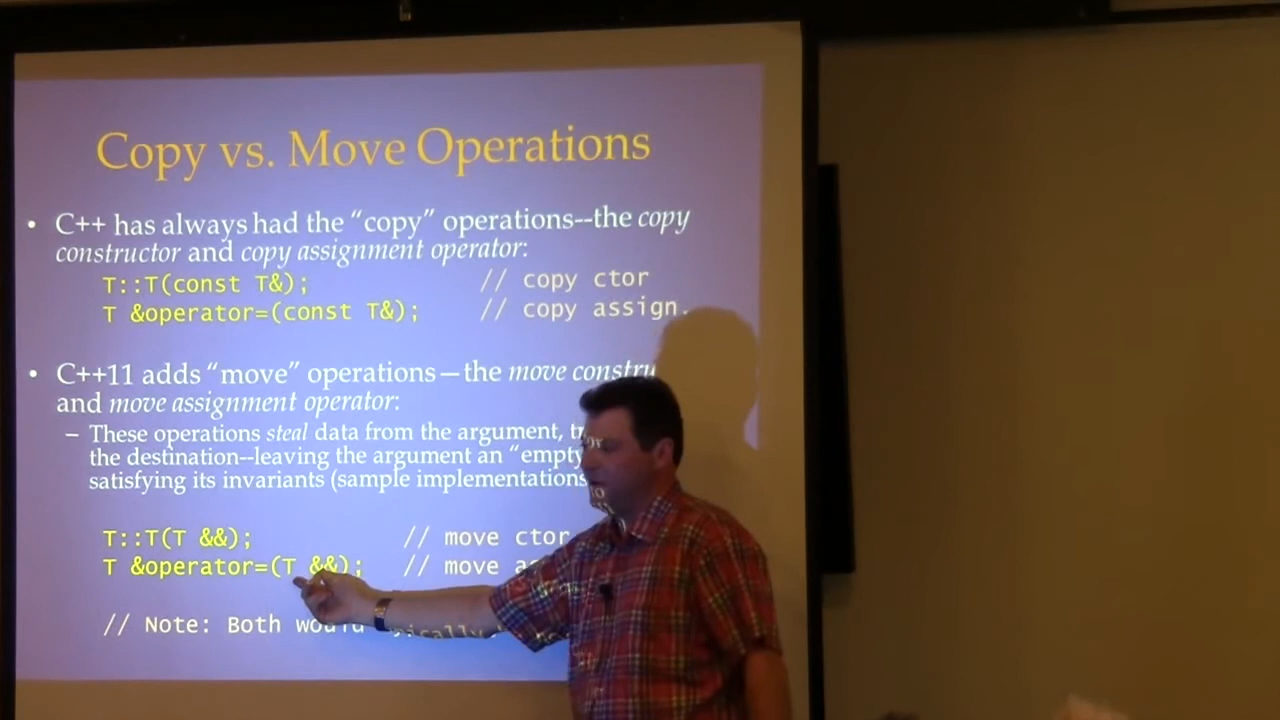 Copy vs. Move Operations
• C++ has always had the “copy” operations--the copy
constructor and copy assignment operator:
T::T(const T&); // copy ctor
T &operator=(const T&); // copy assign.
• C++11 adds “move” operations—the move constru
and move assignment operator:
– These operations steal data from the argument,
the destination--leaving the argument an “empty
satisfying its invariants (sample implementations
T::T(T &&); // move ctor
T &operator=(T &&); // move
// Note: Both would